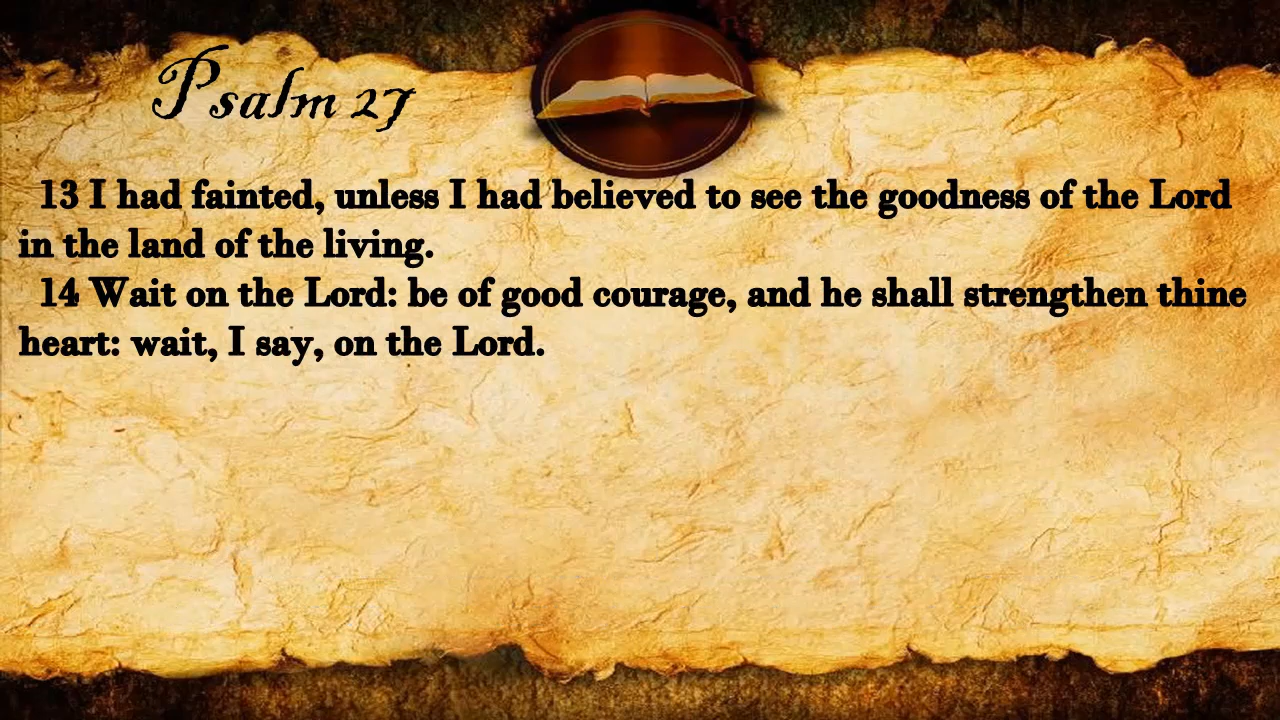 Psalm 27
13 I had fainted, unless I had believed to see the goodness of the Lord
in the land of the living.
14 Wait on the Lord: be of good courage, and he shall strengthen thine
heart: wait, I say, on the Lord.